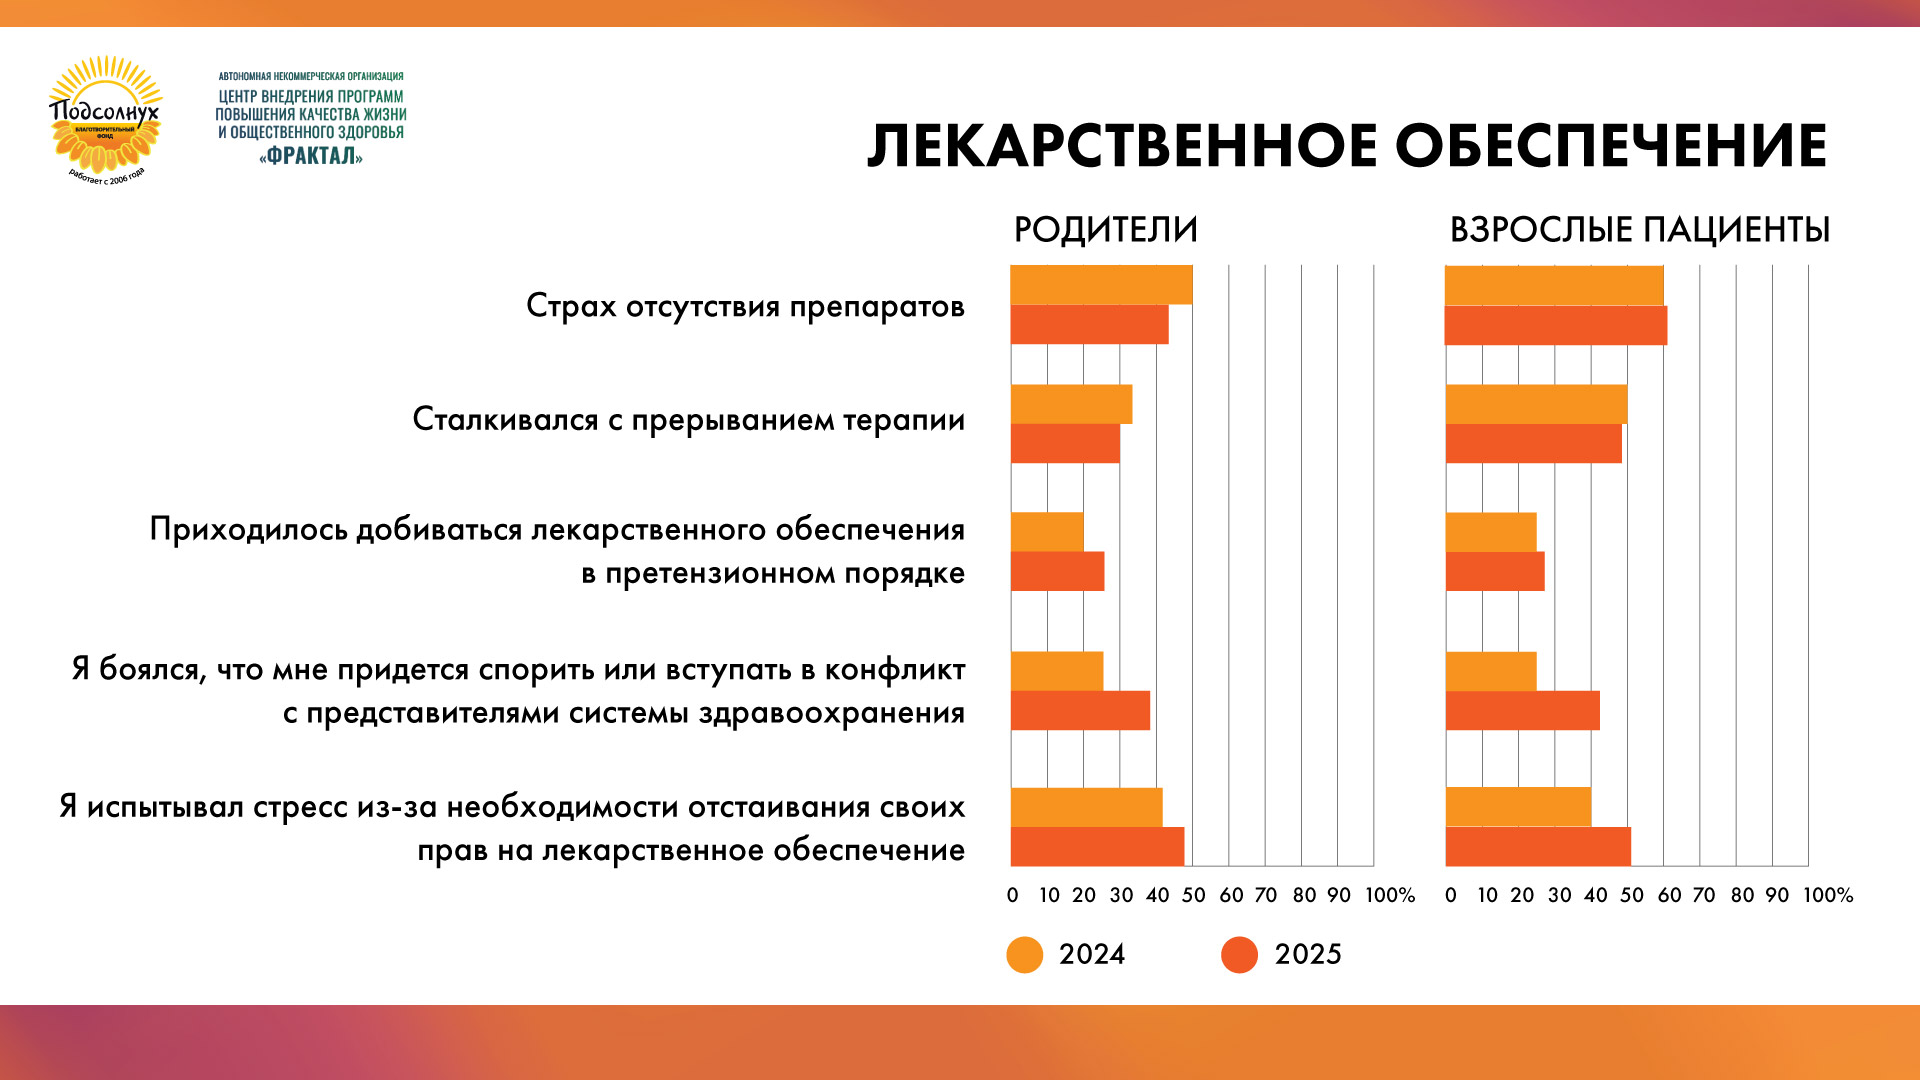 Подсолнух
БЛАГОТВОРИТЕЛЬНЫЙ
ФОНД
работает с 2006 года
АВТОНОМНАЯ НЕКОММЕРЧЕСКАЯ ОРГАНИЗАЦИЯ
ЦЕНТР ВНЕДРЕНИЯ ПРОГРАММ
ПОВЫШЕНИЯ КАЧЕСТВА ЖИЗНИ
И ОБЩЕСТВЕННОГО ЗДОРОВЬЯ
«ФРАКТАЛ»
ЛЕКАРСТВЕННОЕ ОБЕСПЕЧЕНИЕ
РОДИТЕЛИ
ВЗРОСЛЫЕ ПАЦИЕНТЫ
Страх отсутствия препаратов
Сталкивался с прерыванием терапии
Приходилось добиваться лекарственного обеспечения
в претензионном порядке
Я боялся, что мне придется спорить или вступать в конфликт
с представителями системы здравоохранения
Я испытывал стресс из-за необходимости отстаивания своих
прав на лекарственное обеспечение
0 10 20 30 40 50 60 70 80 90 100%
0 10 20 30 40 50 60 70 80 90 100%
2024
2025